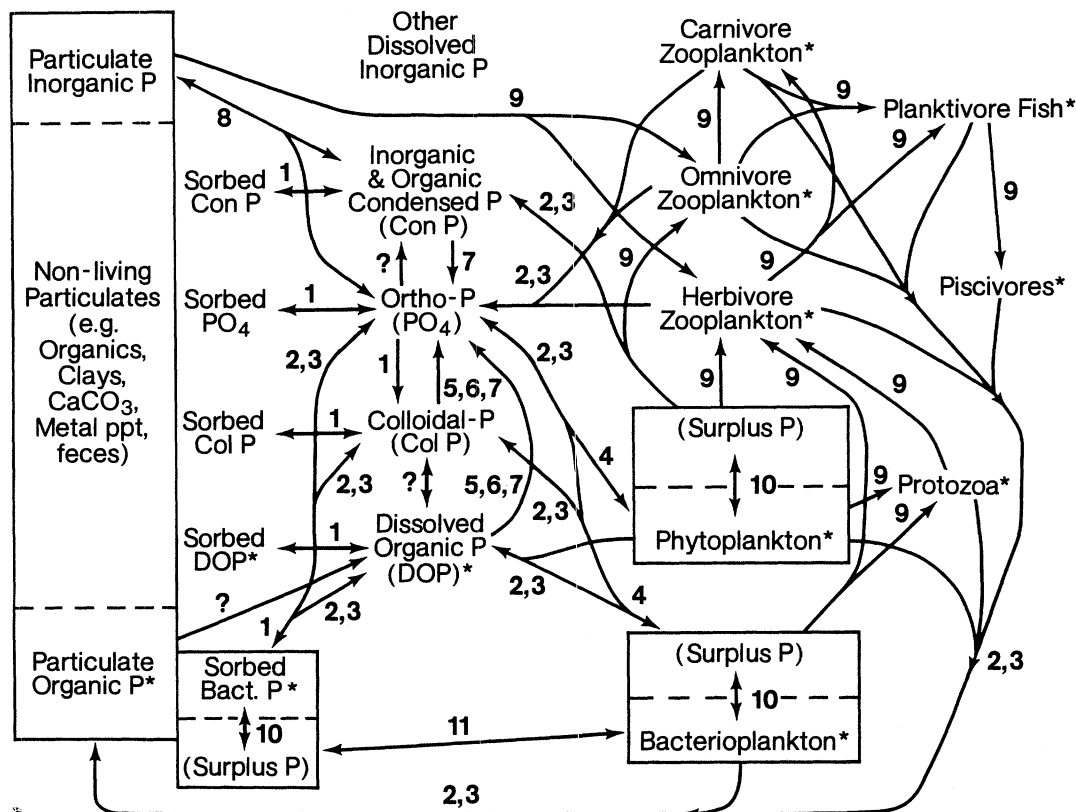 Particulate
Inorganic P
Non-living
Particulates
(e.g.
Organics,
Clays,
CaCO3,
Metal ppt,
feces)
Particulate
Organic P*
Other
Dissolved
Inorganic P
Carnivore
Zooplankton*
9
9
9
Planktivore Fish*
8
9
Inorganic
& Organic
Condensed P
(Con P)
Sorbed
Con P
1
Omnivore
Zooplankton*
2,3
9
9
?
7
2,3
9
9
Piscivores*
Sorbed
PO4
1
Ortho-P
(PO4)
Herbivore
Zooplankton*
2,3
1
5,6,7
2,3
9
9
9
Sorbed
Col P
1
Colloidal-P
(Col P)
(Surplus P)
4
10
2,3
?
5,6,7
2,3
9
Protozoa*
9
Sorbed
DOP*
1
Dissolved
Organic P
(DOP)*
Phytoplankton*
?
2,3
2,3
4
1
Sorbed
Bact. P*
10
(Surplus P)
(Surplus P)
10
Bacterioplankton*
2,3
11
2,3